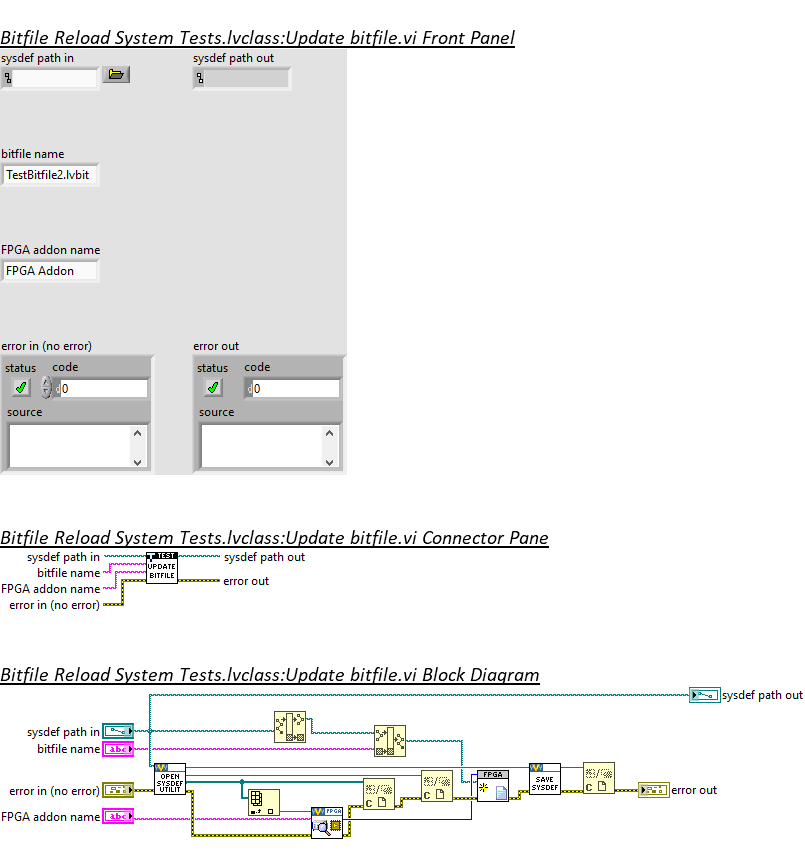 Bitfile Reload System Tests.lvclass:Update bitfile.vi Front Panel
sysdef path in
sysdef path out
bitfile name
TestBitfile2.lvbit
FPGA addon name
FPGA Addon
error in (no error)
error out
status code
status code
d 0
d 0
source
source
Bitfile Reload System Tests.lvclass:Update bitfile.vi Connector Pane
sysdef path in
TEST
UPDATE
BITFILE
sysdef path out
bitfile name
error out
FPGA addon name
error in (no error)
Bitfile Reload System Tests.lvclass:Update bitfile.vi Block Diagram
sysdef path out
sysdef path in
bitfile name
abc
OPEN
SYSDEF
UTILIT
FPGA
SAVE
SYSDEF
error in (no error)
C
C
C
error out
FPGA addon name
abc
FPGA